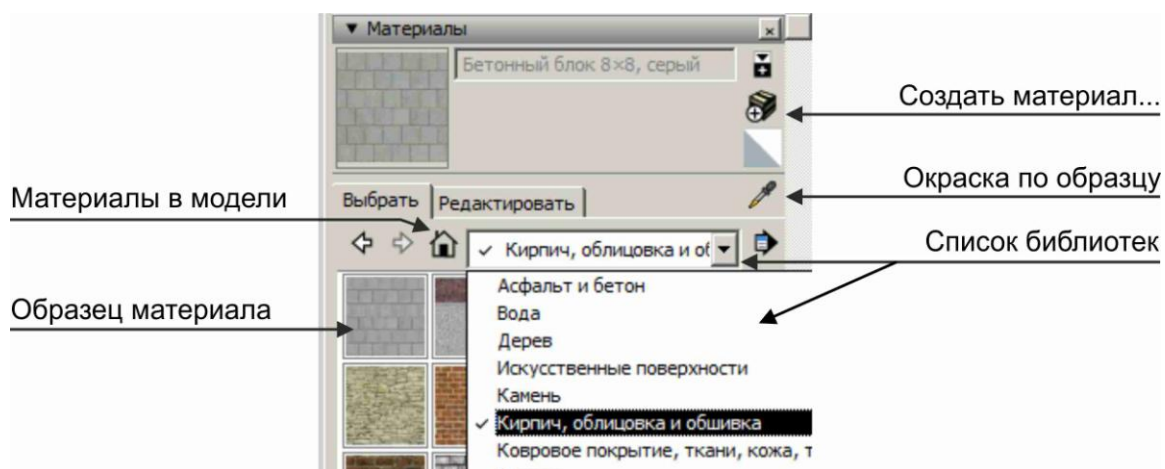 Материалы
Бетонный блок 8×8, серый
Создать материал...
Окраска по образцу
Выбрать
Редактировать
Материалы в модели
Список библиотек
Кирпич, облицовка и об
Образец материала
Асфальт и бетон
Вода
Дерев
Искусственные поверхности
Камень
Кирпич, облицовка и обшивка
Ковровое покрытие, ткани, кожа, т